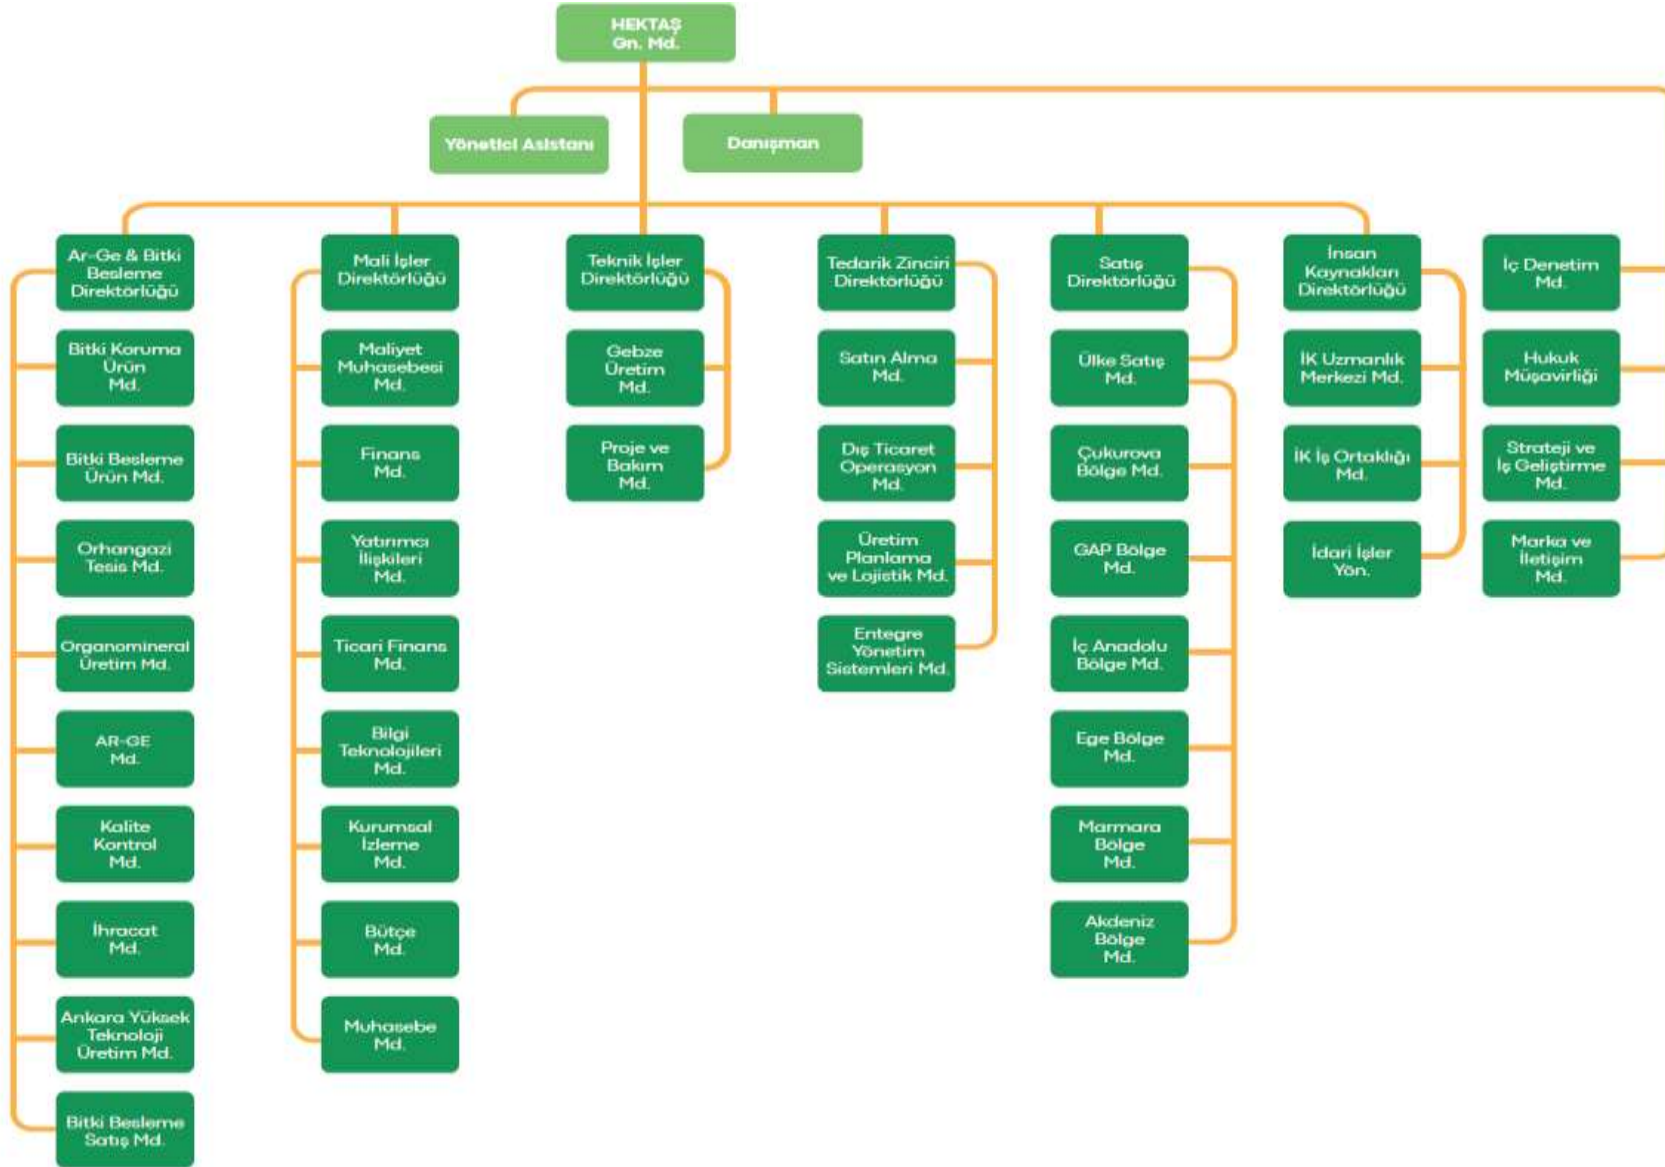 HEKTAŞ
Gn. Md.
Yönetici Asistanı
Danışman
Ar-Ge & Bitki
Besleme
Direktörlüğü
Bitki Koruma
Ürün
Md.
Bitki Besleme
Ürün Md.
Orhangazi
Tesis Md.
Organomineral
Üretim Md.
AR-GE
Md.
Kalite
Kontrol
Md.
İhracat
Md.
Ankara Yüksek
Teknoloji
Üretim Md.
Bitki Besleme
Satış Md.
Mali İşler
Direktörlüğü
Maliyet
Muhasebesi
Md.
Finans
Md.
Yatırımcı
İlişkileri
Md.
Ticari Finans
Md.
Bilgi
Teknolojileri
Md.
Kurumsal
İzleme
Md.
Bütçe
Md.
Muhasebe
Md.
Teknik İşler
Direktörlüğü
Gebze
Üretim
Md.
Proje ve
Bakım
Md.
Tedarik Zinciri
Direktörlüğü
Satın Alma
Md.
Dış Ticaret
Operasyon
Md.
Üretim
Planlama
ve Lojistik Md.
Entegre
Yönetim
Sistemleri Md.
Satış
Direktörlüğü
Ülke Satış
Md.
Çukurova
Bölge Md.
GAP Bölge
Md.
İç Anadolu
Bölge Md.
Ege Bölge
Md.
Marmara
Bölge
Md.
Akdeniz
Bölge
Md.
İnsan
Kaynakları
Direktörlüğü
İK Uzmanlık
Merkezi Md.
İK İş Ortaklığı
Md.
İdari İşler
Yön.
İç Denetim
Md.
Hukuk
Müşavirliği
Strateji ve
İş Geliştirme
Md.
Marka ve
İletişim
Md.